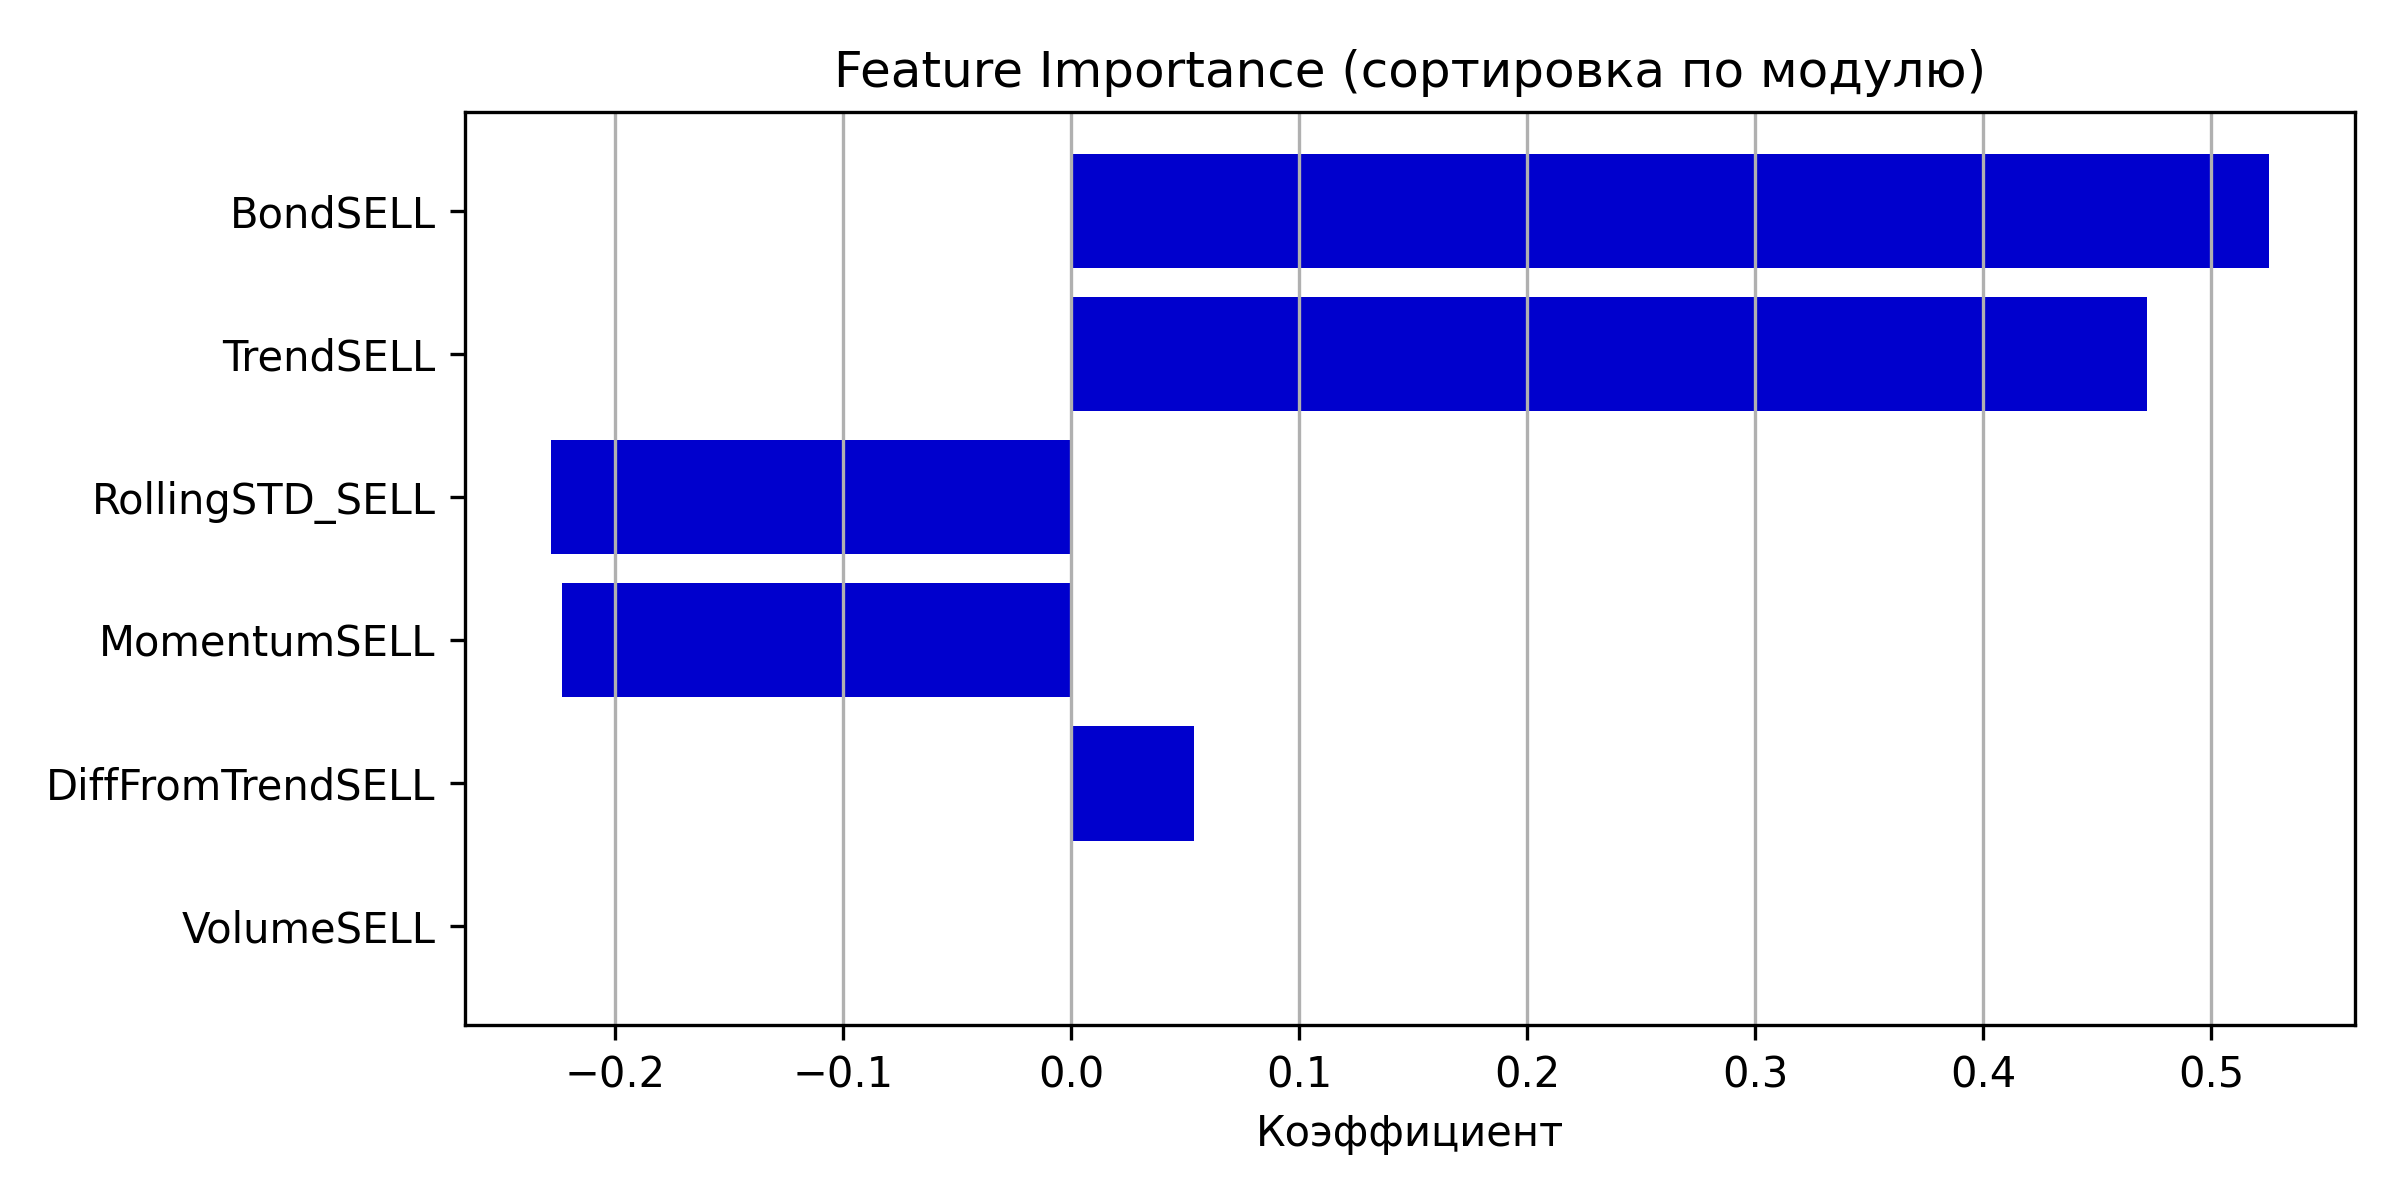 Feature Importance (сортировка по модулю)
BondSELL
TrendSELL
RollingSTD_SELL
MomentumSELL
DiffFromTrendSELL
VolumeSELL
−0.2 −0.1 0.0 0.1 0.2 0.3 0.4 0.5
Коэффициент